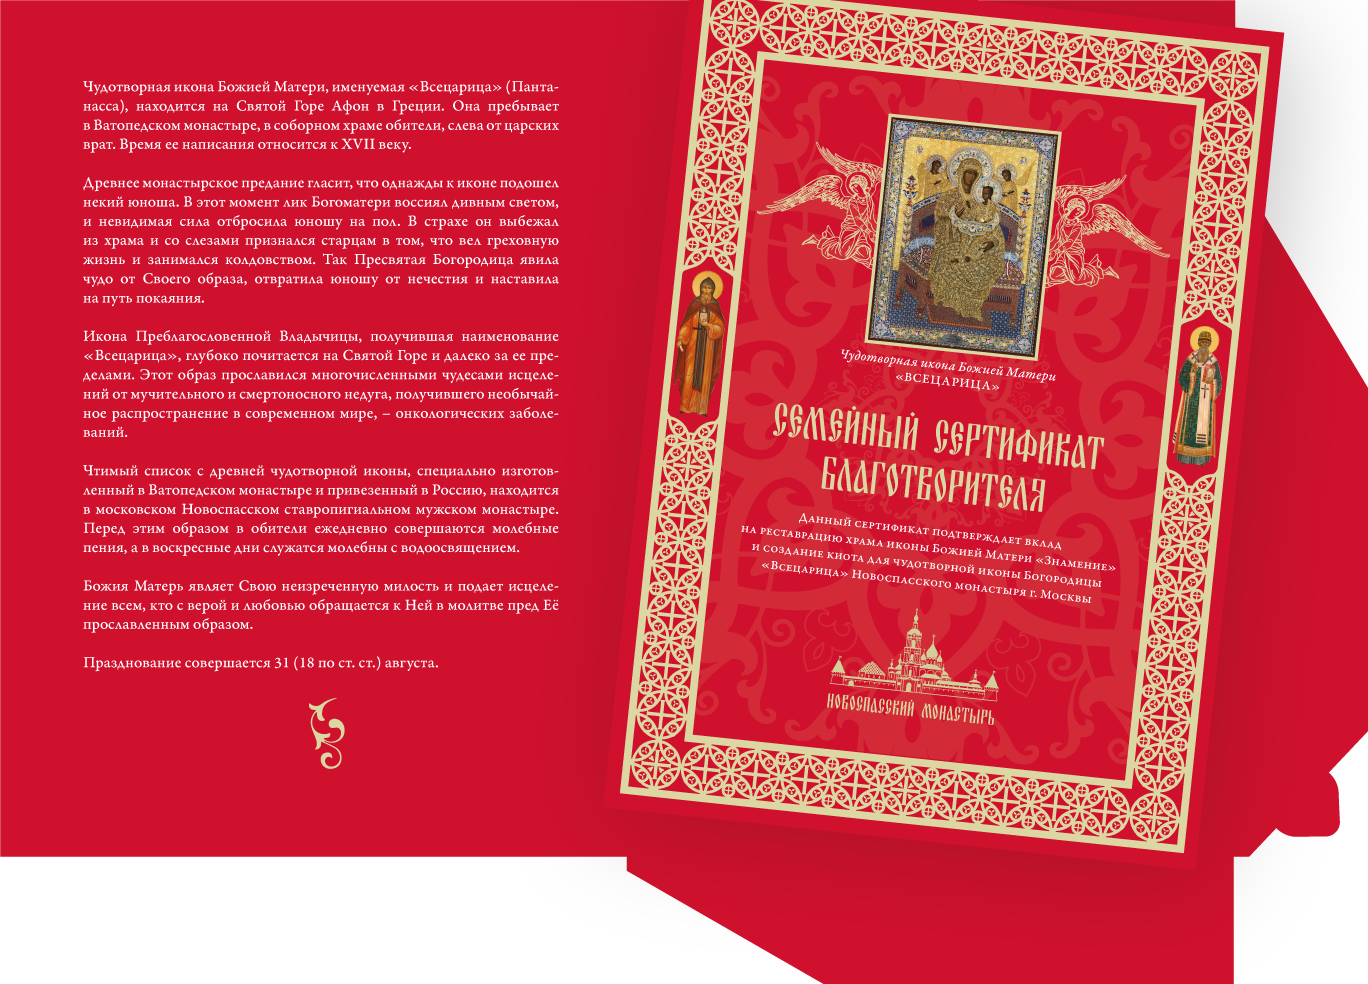 Чудотворная икона Божией Матери, именуемая «Всецарица» (Панта-
насса), находится на Святой Горе Афон в Греции. Она пребывает
в Ватопедском монастыре, в соборном храме обители, слева от царских
врат. Время ее написания относится к XVII веку.
Древнее монастырское предание гласит, что однажды к иконе подошел
некий юноша. В этот момент лик Богоматери воссиял дивным светом,
и невидимая сила отбросила юношу на пол. В страхе он выбежал
из храма и со слезами признался старцам в том, что вел греховную
жизнь и занимался колдовством. Так Пресвятая Богородица явила
чудо от Своего образа, отвратила юношу от нечестия и наставила
на путь покаяния.
Икона Преблагословенной Владычицы, получившая наименование
«Всецарица», глубоко почитается на Святой Горе и далеко за ее пре-
делами. Этот образ прославился многочисленными чудесами исцеле-
ний от мучительного и смертоносного недуга, получившего необычай-
ное распространение в современном мире, – онкологических заболе-
ваний.
Чтимый список с древней чудотворной иконы, специально изготов-
ленный в Ватопедском монастыре и привезенный в Россию, находится
в московском Новоспасском ставропигиальном мужском монастыре.
Перед этим образом в обители ежедневно совершаются молебные
пения, а в воскресные дни служатся молебны с водоосвящением.
Божия Матерь являет Свою неизреченную милость и подает исцеле-
ние всем, кто с верой и любовью обращается к Ней в молитве пред Её
прославленным образом.
Празднование совершается 31 (18 по ст. ст.) августа.
Чудотворная икона Божией Матери
«ВСЕЦАРИЦА»
СЕМЕЙНЫЙ СЕРТИФИКАТ
БЛАГОТВОРИТЕЛЯ
Данный сертификат подтверждает вклад
на реставрацию храма иконы Божией Матери «Знамение»
и создание киота для чудотворной иконы Богородицы
«Всецарица» Новоспасского монастыря г. Москвы
НОВОСПАССКИЙ МОНАСТЫРЬ